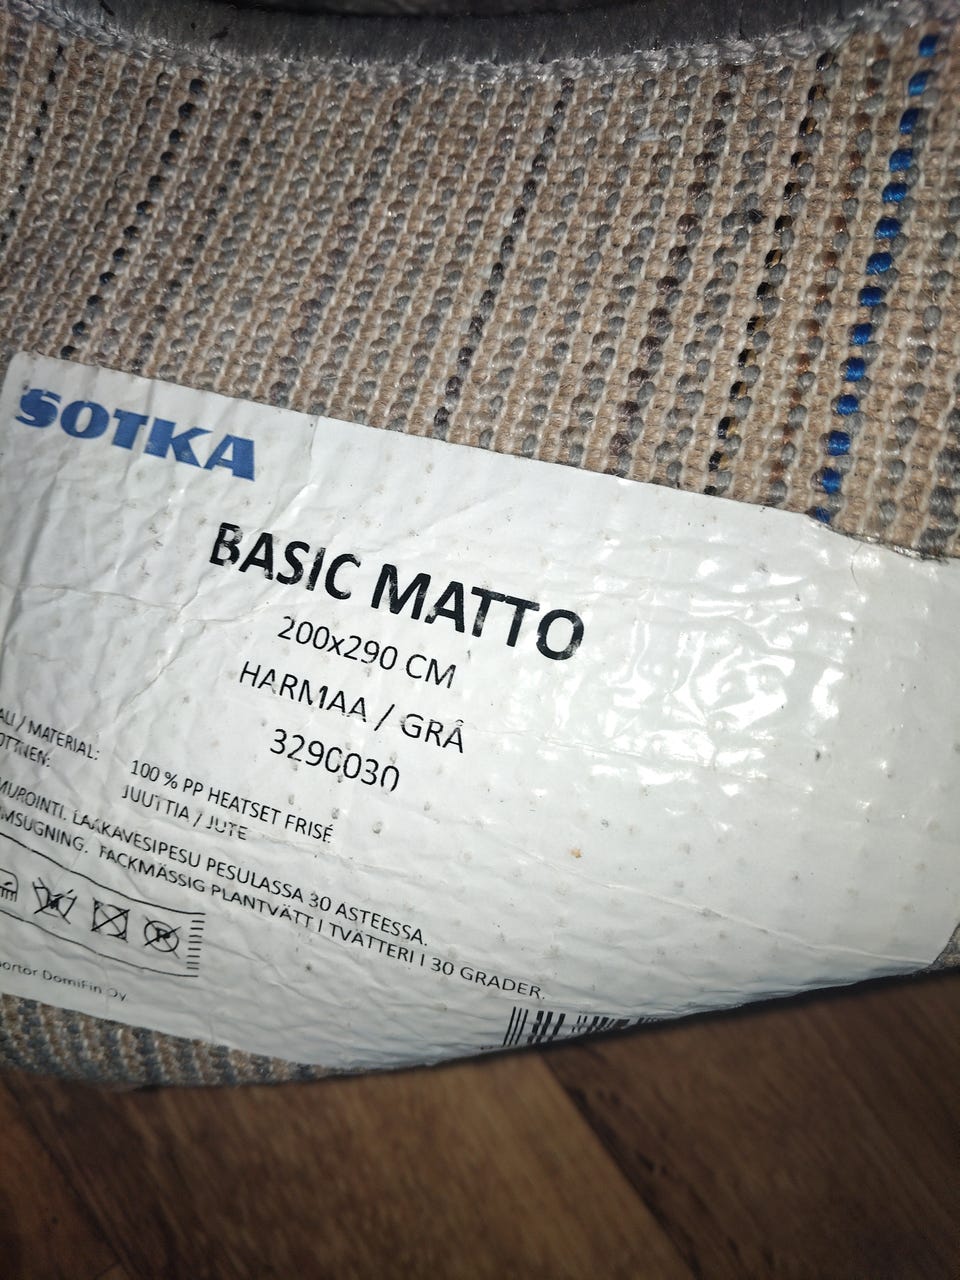 SOTKA
BASIC MATTO
200x290 CM
HARMAA / GRÅ
3290030
/ MATERIAL:
100 % PP HEATSET FRISÉ
JUUTTIA / JUTE
LAAKAVESIPESU PESULASSA 30 ASTEESSA.
FACKMÄSSIG PLANTVÄTT I TVÄTTERI I 30 GRADER.
DomiFin Oy